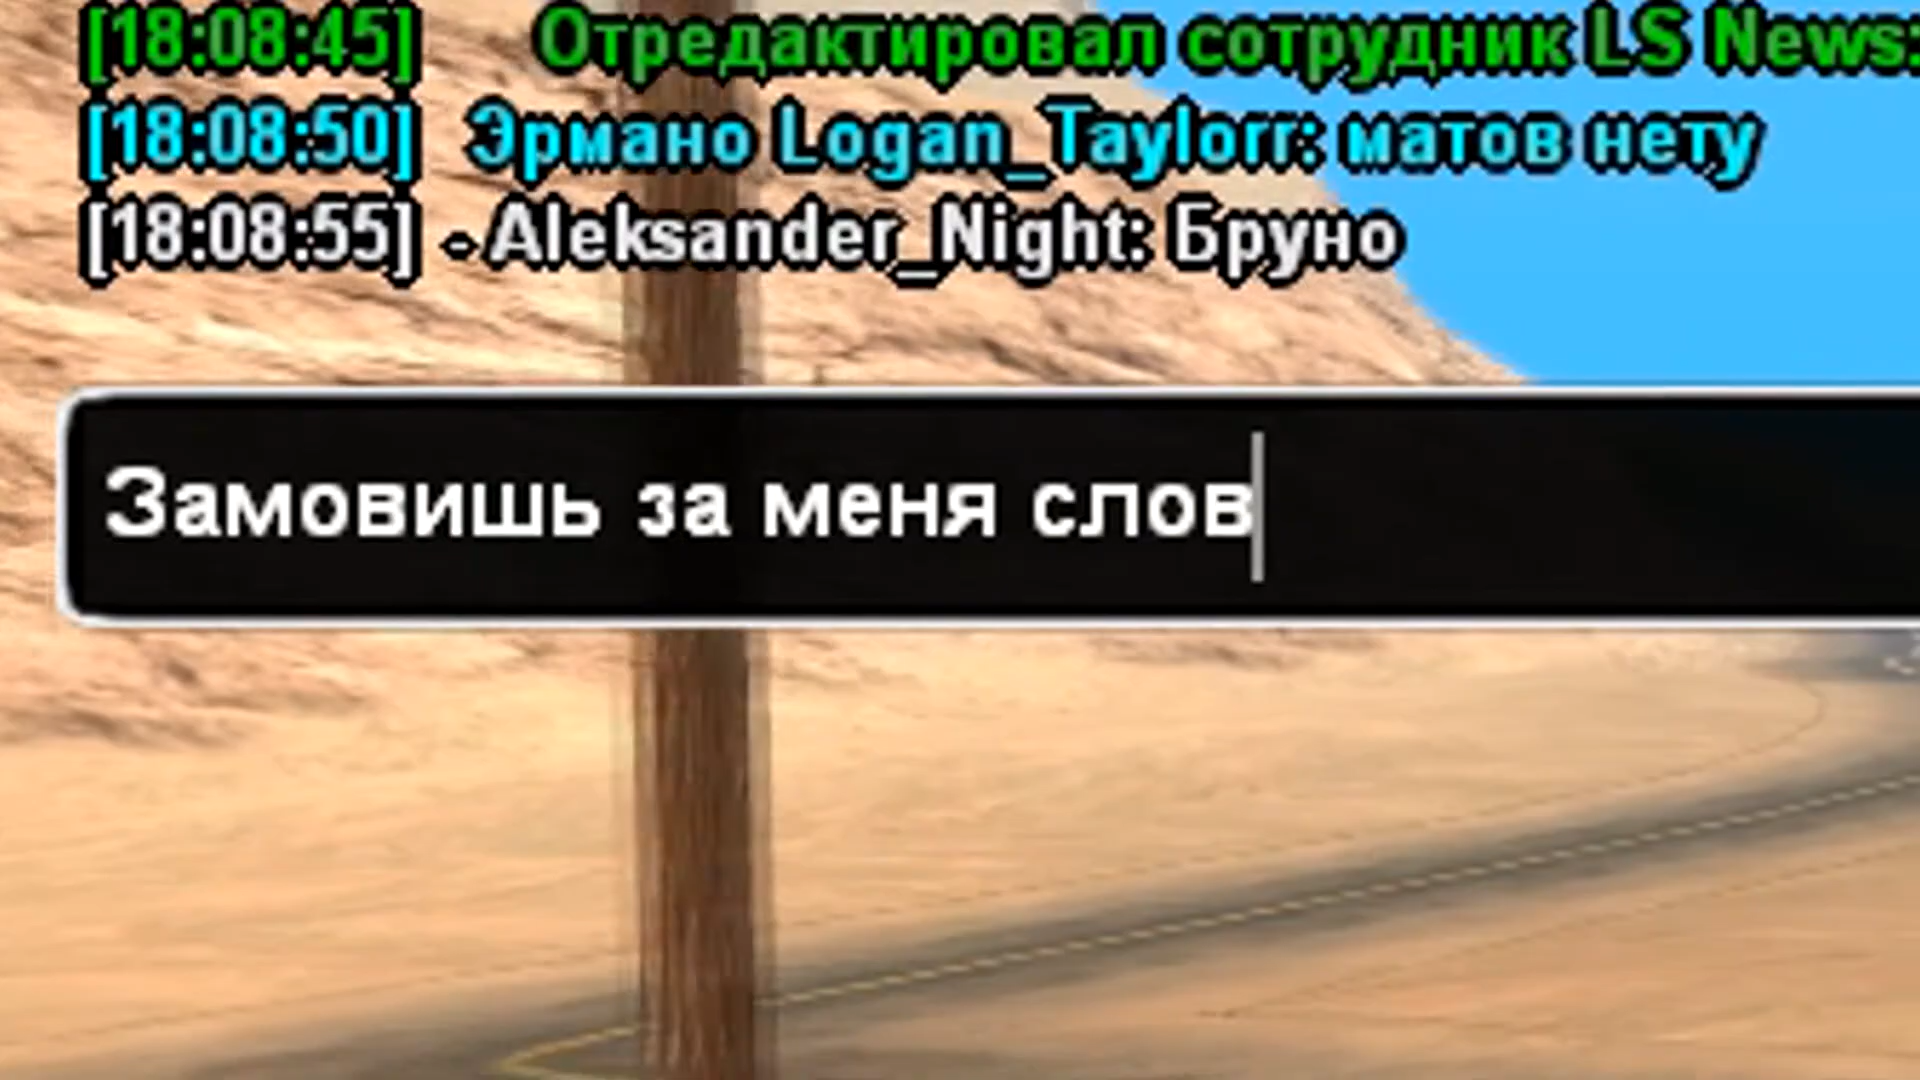 [18:08:45] Отредактировал сотрудник LS News:
[18:08:50] Эрмано Logan_Taylorr: матов нету
[18:08:55] - Aleksander_Night: Бруно
Замовишь за меня слов